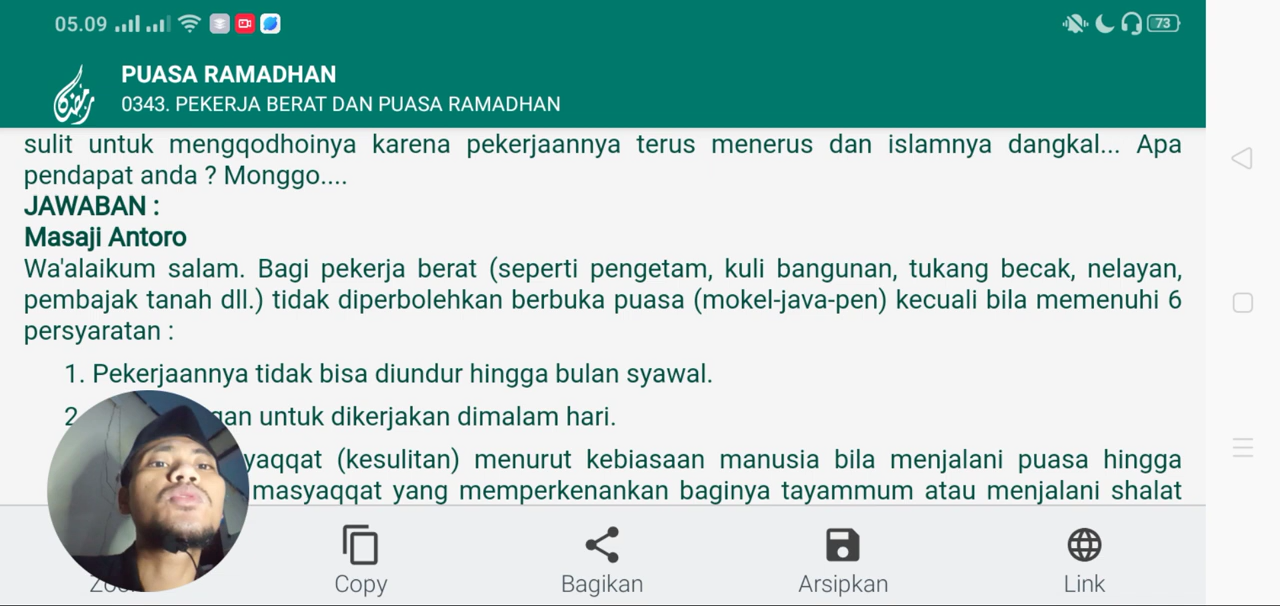 05.09
73
PUASA RAMADHAN
0343. PEKERJA BERAT DAN PUASA RAMADHAN
sulit untuk mengqodhoinya karena pekerjaannya terus menerus dan islamnya dangkal... Apa
pendapat anda ? Monggo....
JAWABAN :
Masaji Antoro
Wa'alaikum salam. Bagi pekerja berat (seperti pengetam, kuli bangunan, tukang becak, nelayan,
pembajak tanah dll.) tidak diperbolehkan berbuka puasa (mokel-java-pen) kecuali bila memenuhi 6
persyaratan :
1. Pekerjaannya tidak bisa diundur hingga bulan syawal.
2 untuk dikerjakan dimalam hari.
(kesulitan) menurut kebiasaan manusia bila menjalani puasa hingga
masyaqqat yang memperkenankan baginya tayammum atau menjalani shalat
Copy
Bagikan
Arsipkan
Link